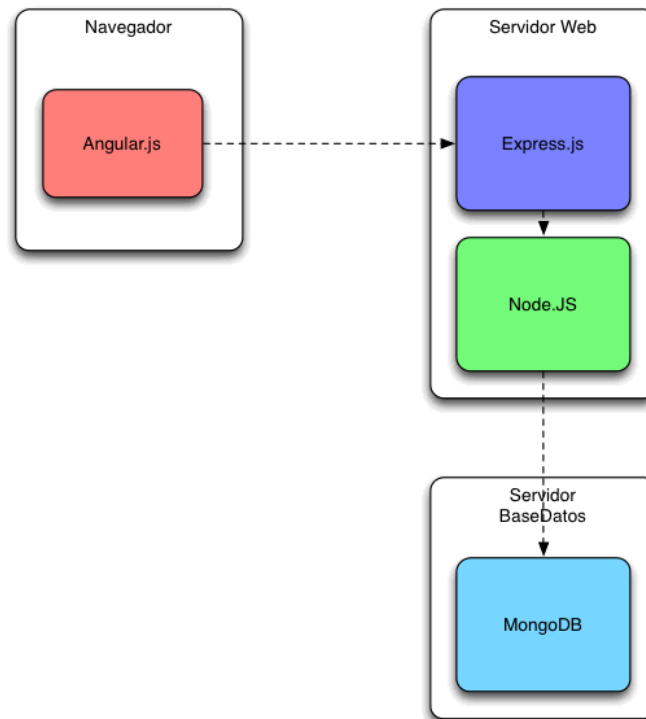 Navegador
Servidor Web
Angular.js
Express.js
Node.JS
Servidor
BaseDatos
MongoDB